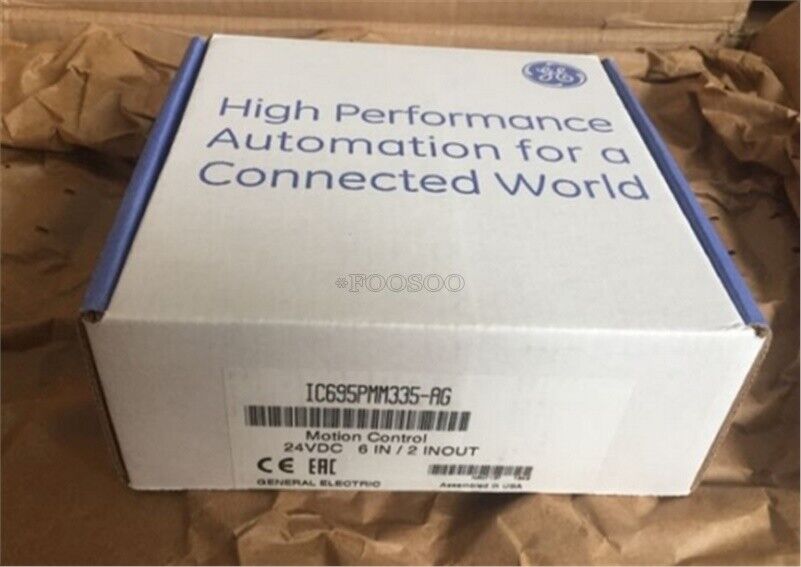 GE
High Performance
Automation for a
Connected World
#FOOSOO
IC695PMM335-AG
Motion Control
24VDC 6 IN / 2 INOUT
CE EAC
GENERAL ELECTRIC
Assembled in USA